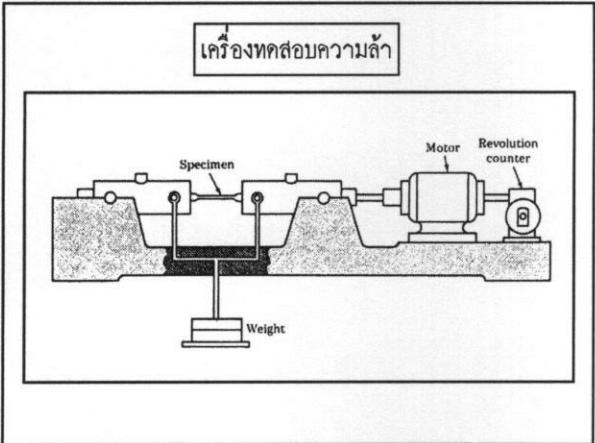 เครื่องทดสอบความล้า
Specimen
Motor
Revolution
counter
Weight